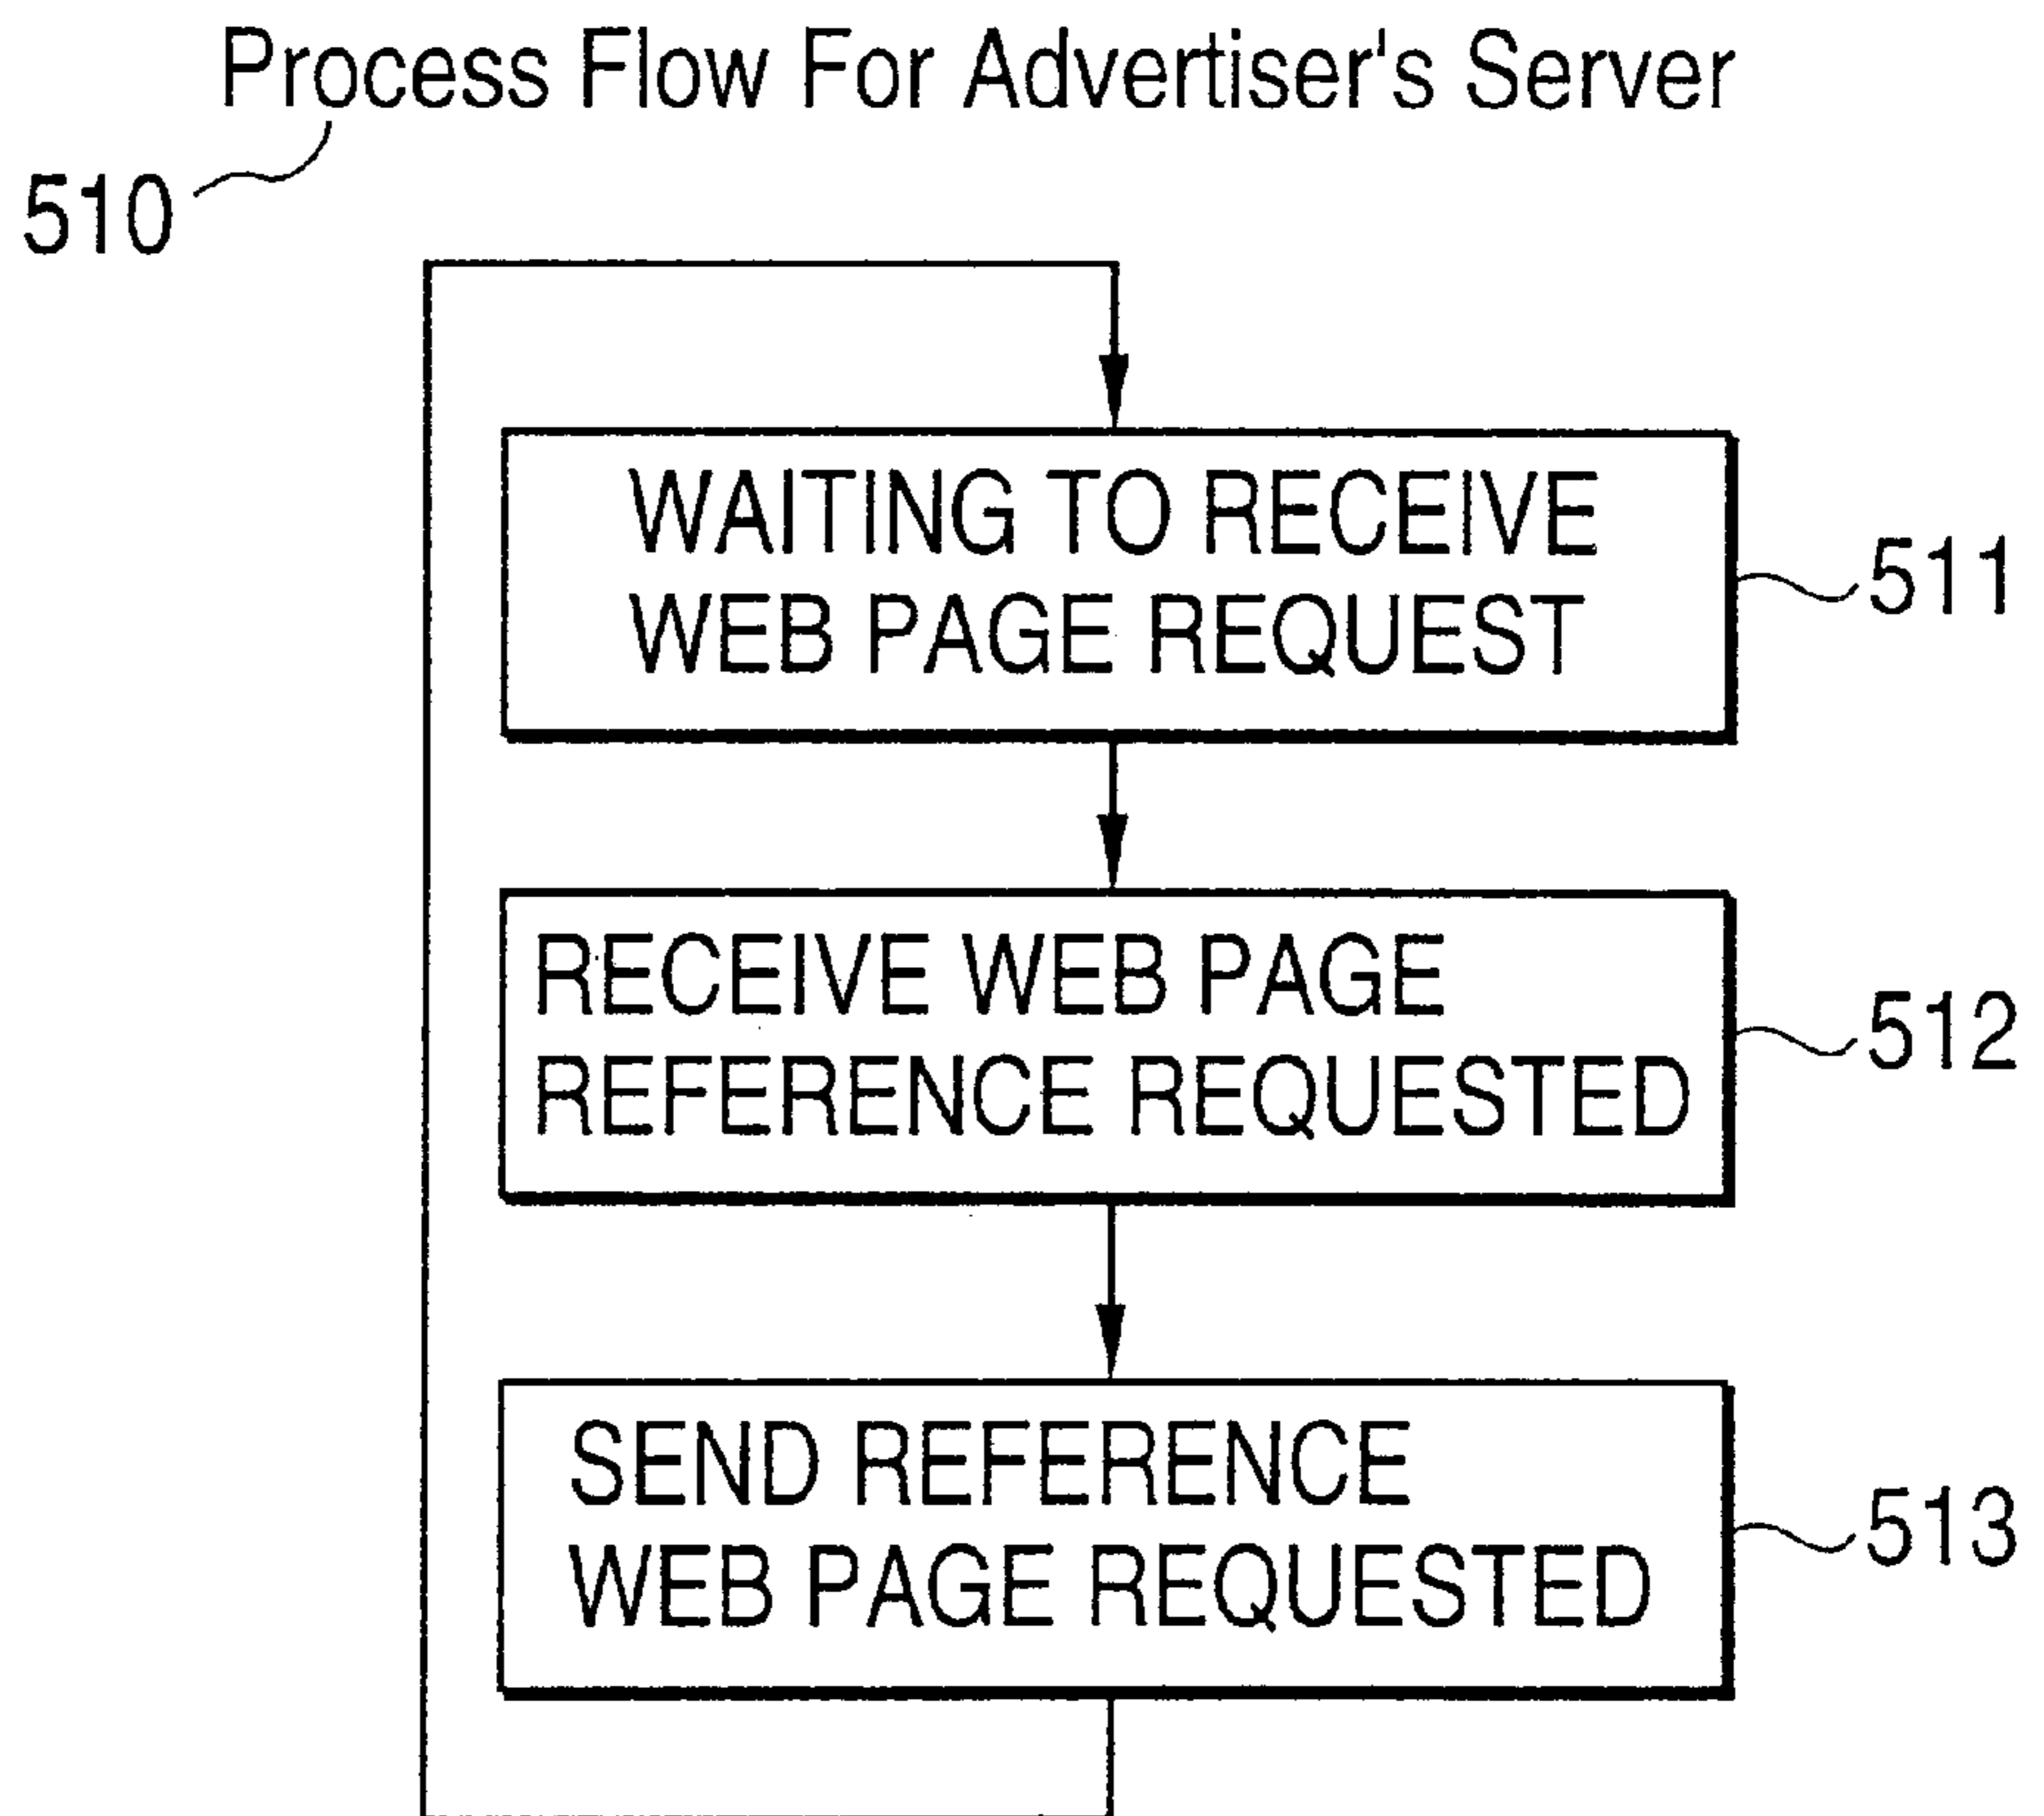 Process Flow For Advertiser's Server
510
WAITING TO RECEIVE
WEB PAGE REQUEST
511
RECEIVE WEB PAGE
REFERENCE REQUESTED
512
SEND REFERENCE
WEB PAGE REQUESTED
513